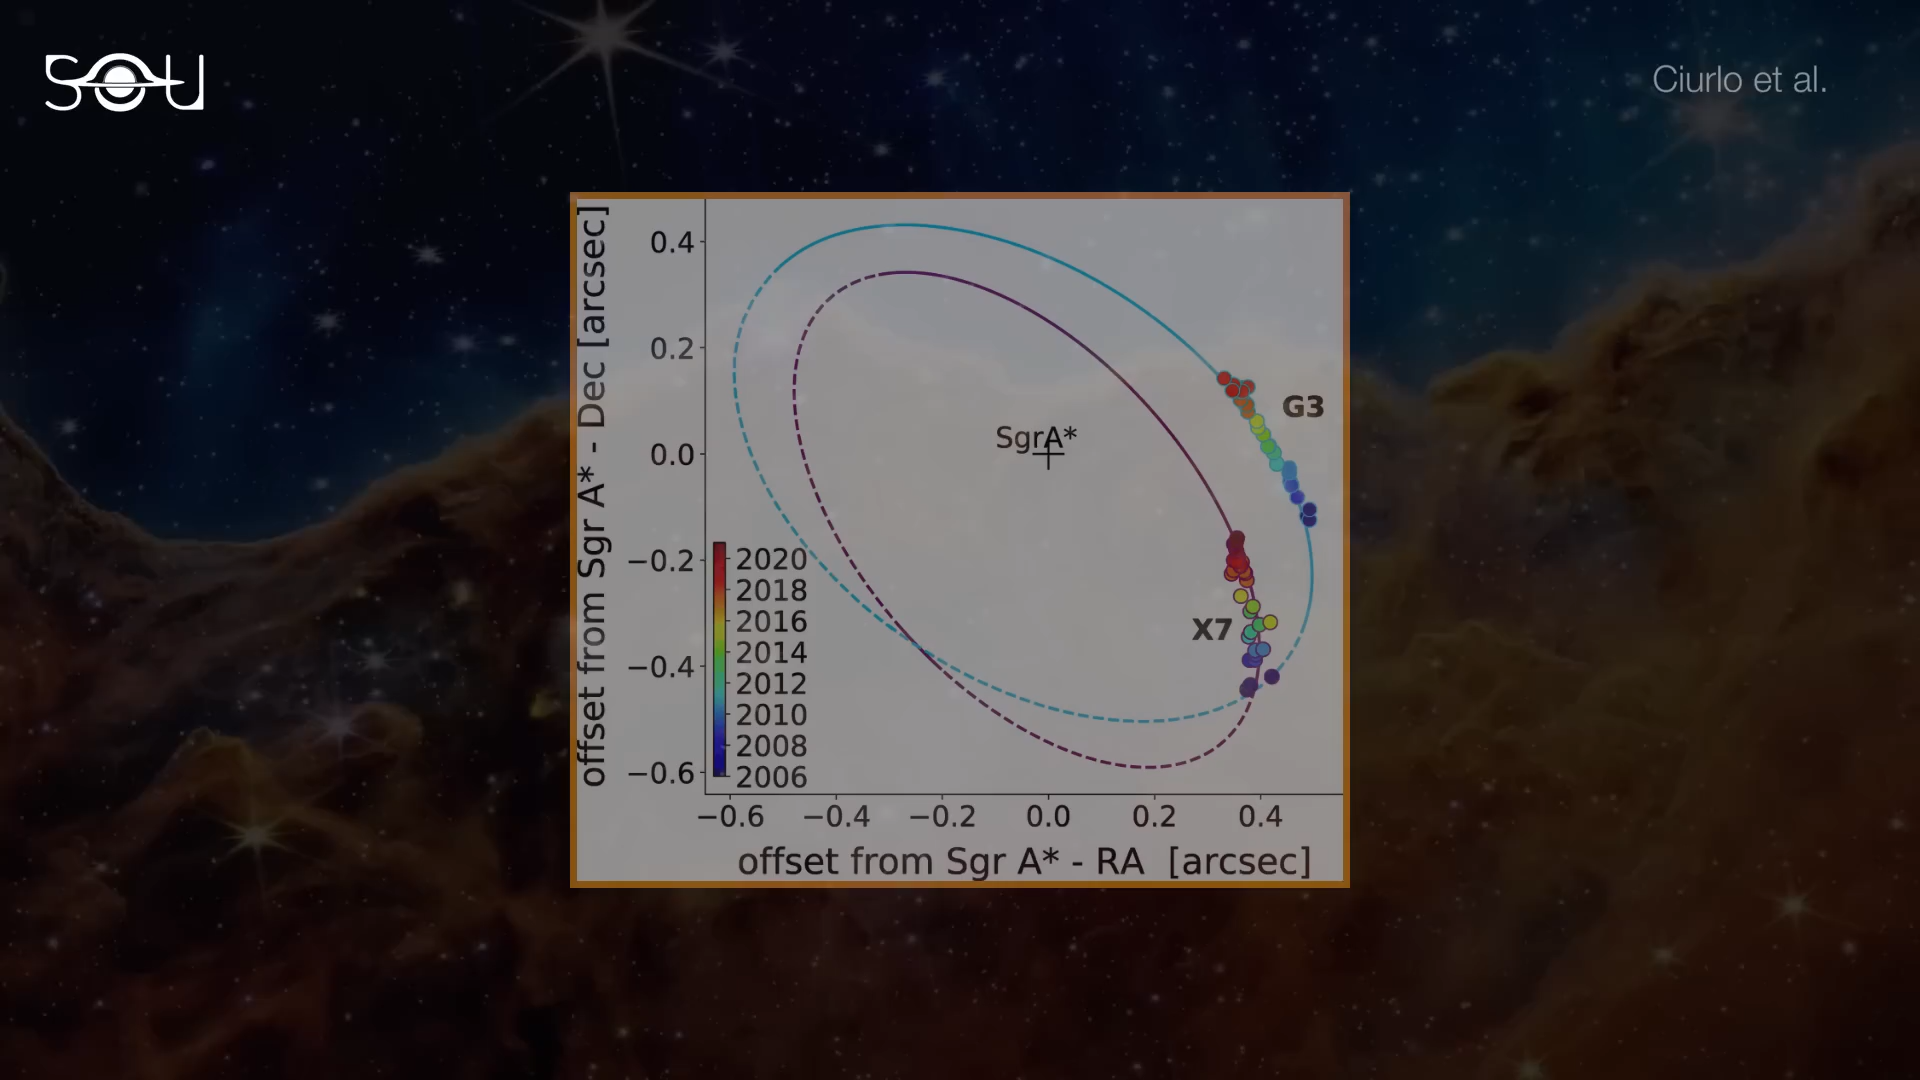 SOU
Ciurlo et al.
offset from Sgr A* - Dec [arcsec]
0.4
0.2
0.0
−0.2
−0.4
−0.6
G3
SgrA*
X7
2020
2018
2016
2014
2012
2010
2008
2006
−0.6 −0.4 −0.2 0.0 0.2 0.4
offset from Sgr A* - RA [arcsec]